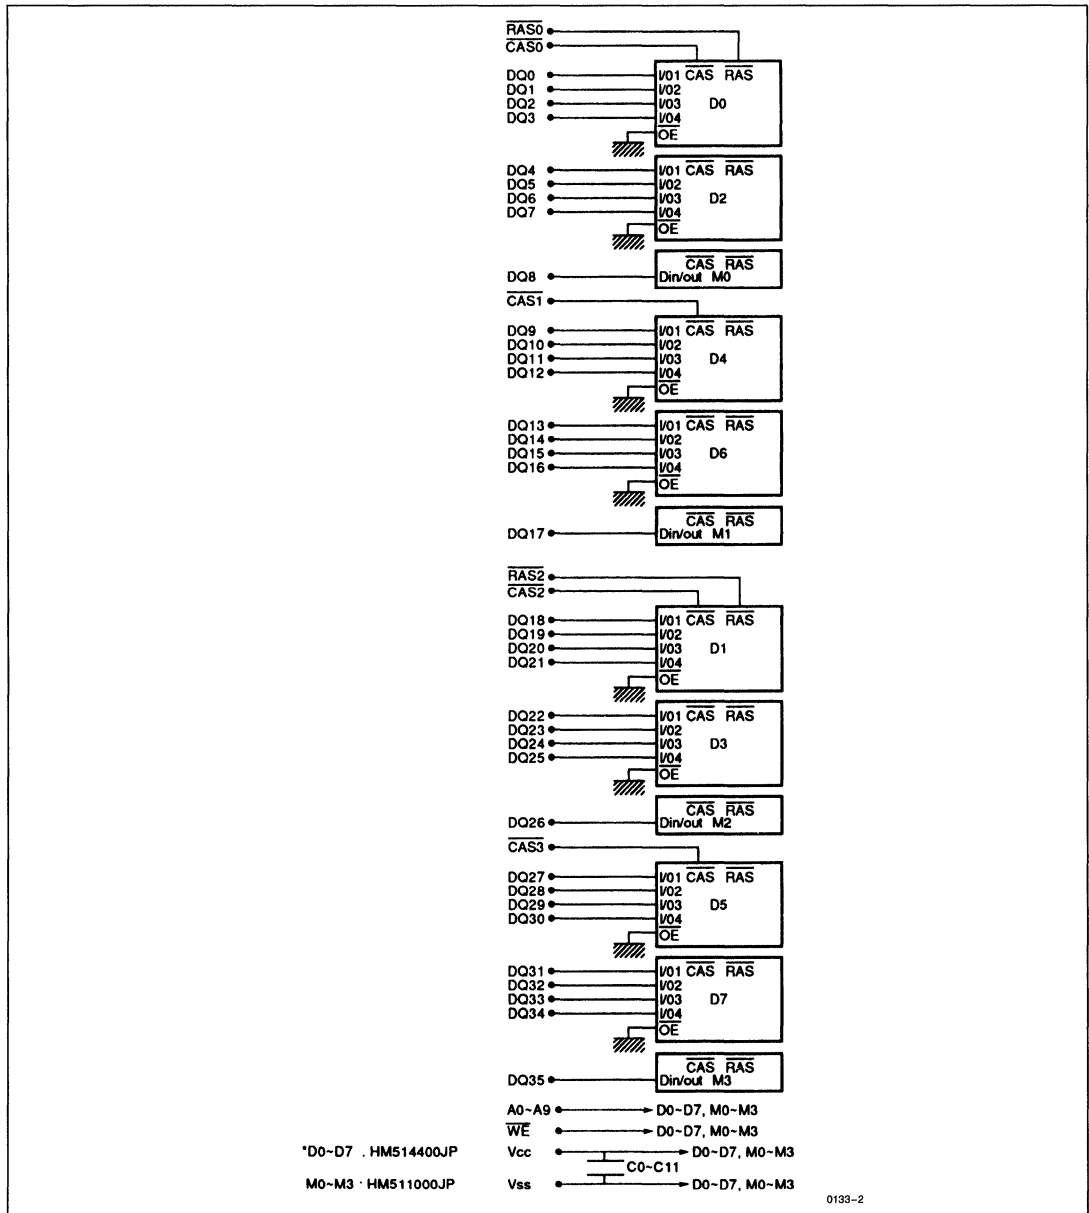 RAS0
CAS0
DQ0 I/01 CAS RAS
DQ1 I/02
DQ2 I/03 D0
DQ3 I/04
OE
DQ4 I/01 CAS RAS
DQ5 I/02
DQ6 I/03 D2
DQ7 I/04
OE
CAS RAS
DQ8 Din/out M0
CAS1
DQ9 I/01 CAS RAS
DQ10 I/02
DQ11 I/03 D4
DQ12 I/04
OE
DQ13 I/01 CAS RAS
DQ14 I/02
DQ15 I/03 D6
DQ16 I/04
OE
CAS RAS
DQ17 Din/out M1
RAS2
CAS2
DQ18 I/01 CAS RAS
DQ19 I/02
DQ20 I/03 D1
DQ21 I/04
OE
DQ22 I/01 CAS RAS
DQ23 I/02
DQ24 I/03 D3
DQ25 I/04
OE
CAS RAS
DQ26 Din/out M2
CAS3
DQ27 I/01 CAS RAS
DQ28 I/02
DQ29 I/03 D5
DQ30 I/04
OE
DQ31 I/01 CAS RAS
DQ32 I/02
DQ33 I/03 D7
DQ34 I/04
OE
CAS RAS
DQ35 Din/out M3
A0~A9 D0~D7, M0~M3
WE D0~D7, M0~M3
*D0~D7 . HM514400JP Vcc D0~D7, M0~M3
C0~C11
M0~M3 · HM511000JP Vss D0~D7, M0~M3
0133-2